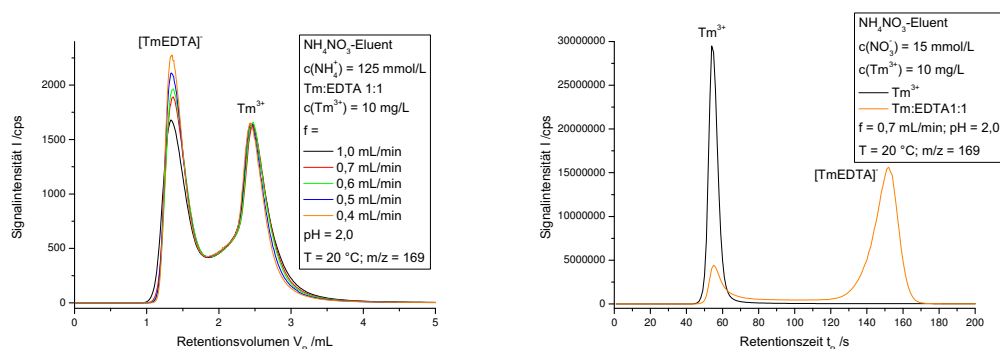 [TmEDTA]⁻
Tm³⁺
NH₄NO₃-Eluent
c(NH₄⁺) = 125 mmol/L
Tm:EDTA 1:1
c(Tm³⁺) = 10 mg/L
f =
1,0 mL/min
0,7 mL/min
0,6 mL/min
0,5 mL/min
0,4 mL/min
pH = 2,0
T = 20 °C; m/z = 169
Signalintensität I /cps
2000
1500
1000
500
0
0 1 2 3 4 5
Retentionsvolumen V_R /mL
Tm³⁺
[TmEDTA]⁻
NH₄NO₃-Eluent
c(NO₃⁻) = 15 mmol/L
c(Tm³⁺) = 10 mg/L
Tm³⁺
Tm:EDTA1:1
f = 0,7 mL/min; pH = 2,0
T = 20 °C; m/z = 169
Signalintensität I /cps
30000000
25000000
20000000
15000000
10000000
5000000
0
0 20 40 60 80 100 120 140 160 180 200
Retentionszeit t_R /s